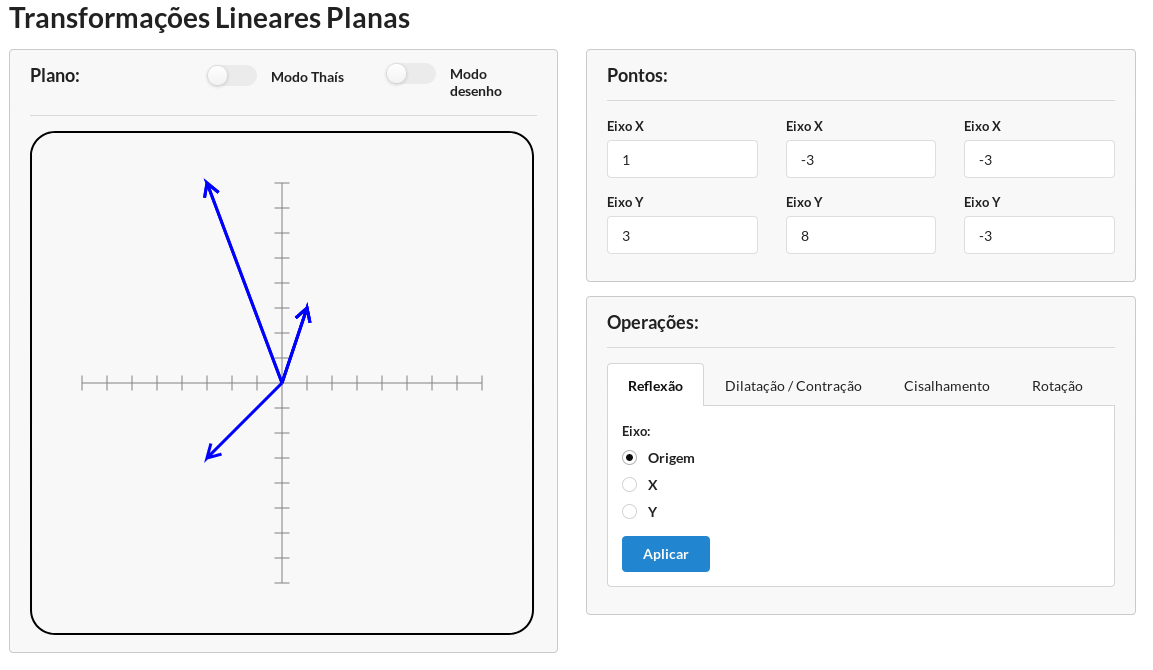 Transformações Lineares Planas
Plano:
Modo Thaís
Modo
desenho
Pontos:
Eixo X
Eixo X
Eixo X
1
-3
-3
Eixo Y
Eixo Y
Eixo Y
3
8
-3
Operações:
Reflexão
Dilatação / Contração
Cisalhamento
Rotação
Eixo:
Origem
X
Y
Aplicar